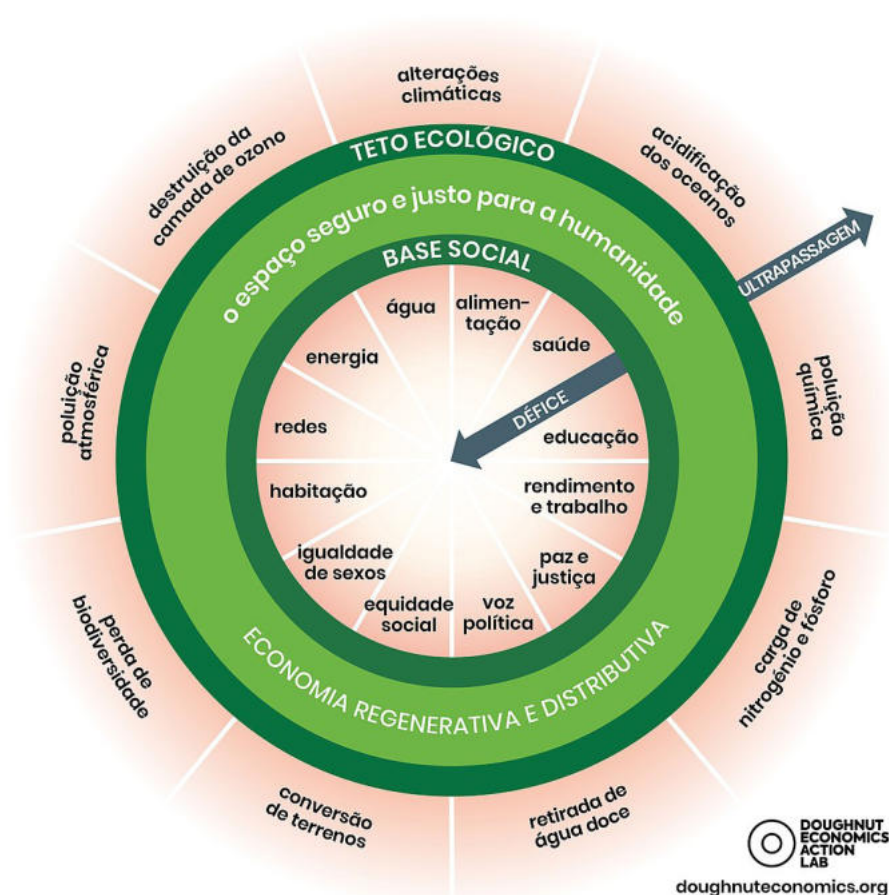 alterações
climáticas
acidificação
dos oceanos
ULTRAPASSAGEM
poluição
química
carga de
nitrogénio e fósforo
retirada de
água doce
conversão
de terrenos
perda de
biodiversidade
poluição
atmosférica
destruição da
camada de ozono
TETO ECOLÓGICO
o espaço seguro e justo para a humanidade
BASE SOCIAL
água
alimen-
tação
saúde
DÉFICE
educação
rendimento
e trabalho
paz e
justiça
voz
política
equidade
social
igualdade
de sexos
habitação
redes
energia
ECONOMIA REGENERATIVA E DISTRIBUTIVA
DOUGHNUT
ECONOMICS
ACTION
LAB
doughnuteconomics.org